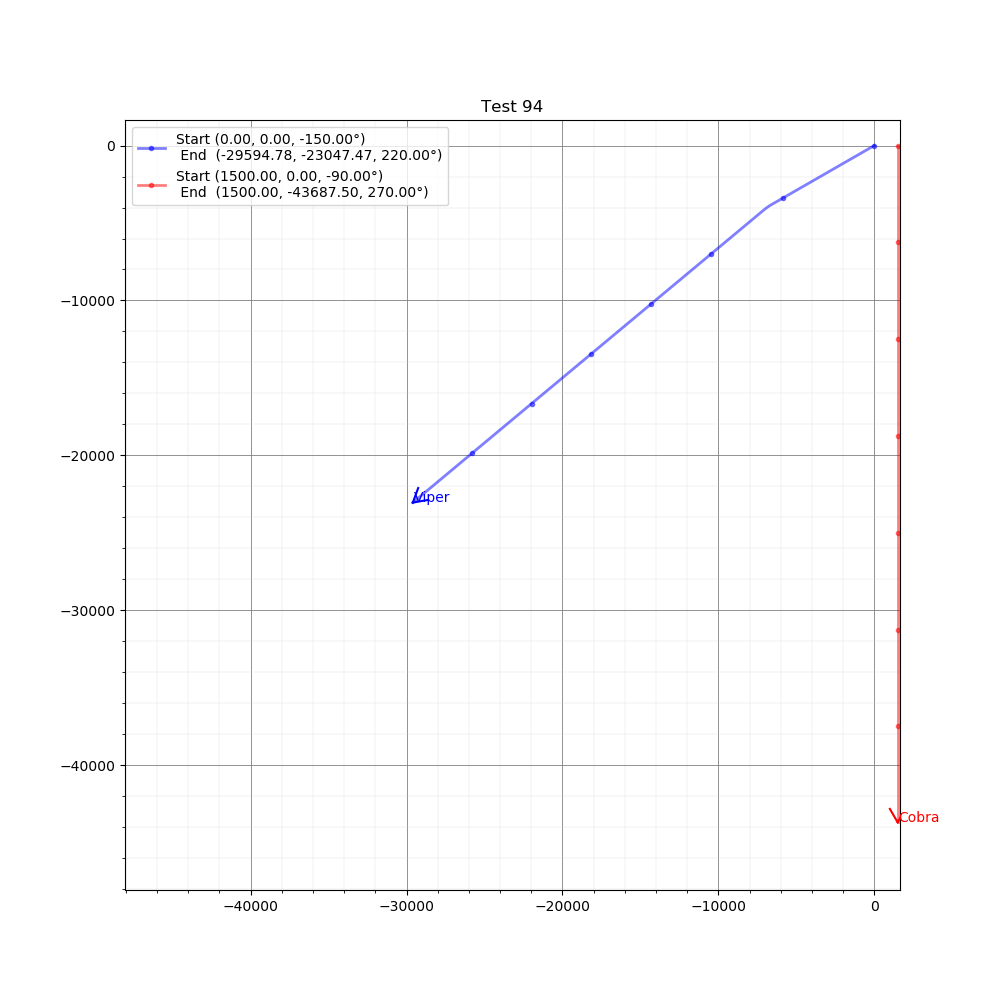 Test 94
Start (0.00, 0.00, -150.00°)
End  (-29594.78, -23047.47, 220.00°)
Start (1500.00, 0.00, -90.00°)
End  (1500.00, -43687.50, 270.00°)
0
−10000
−20000
−30000
−40000
Viper
Cobra
−40000
−30000
−20000
−10000
0